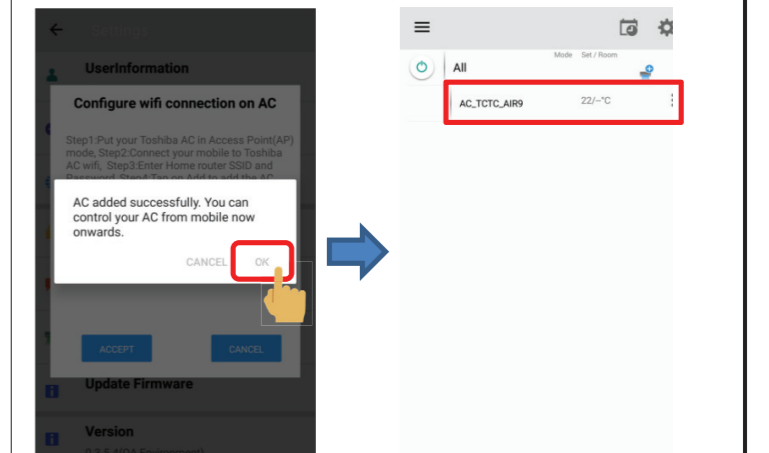 Settings
UserInformation
Configure wifi connection on AC
Step1:Put your Toshiba AC in Access Point(AP)
mode, Step2:Connect your mobile to Toshiba
AC wifi, Step3:Enter Home router SSID and
Password, Step4:Tap on Add to add the AC
AC added successfully. You can
control your AC from mobile now
onwards.
CANCEL
OK
ACCEPT
CANCEL
Update Firmware
Version
Mode
Set / Room
All
AC_TCTC_AIR9
22/--°C